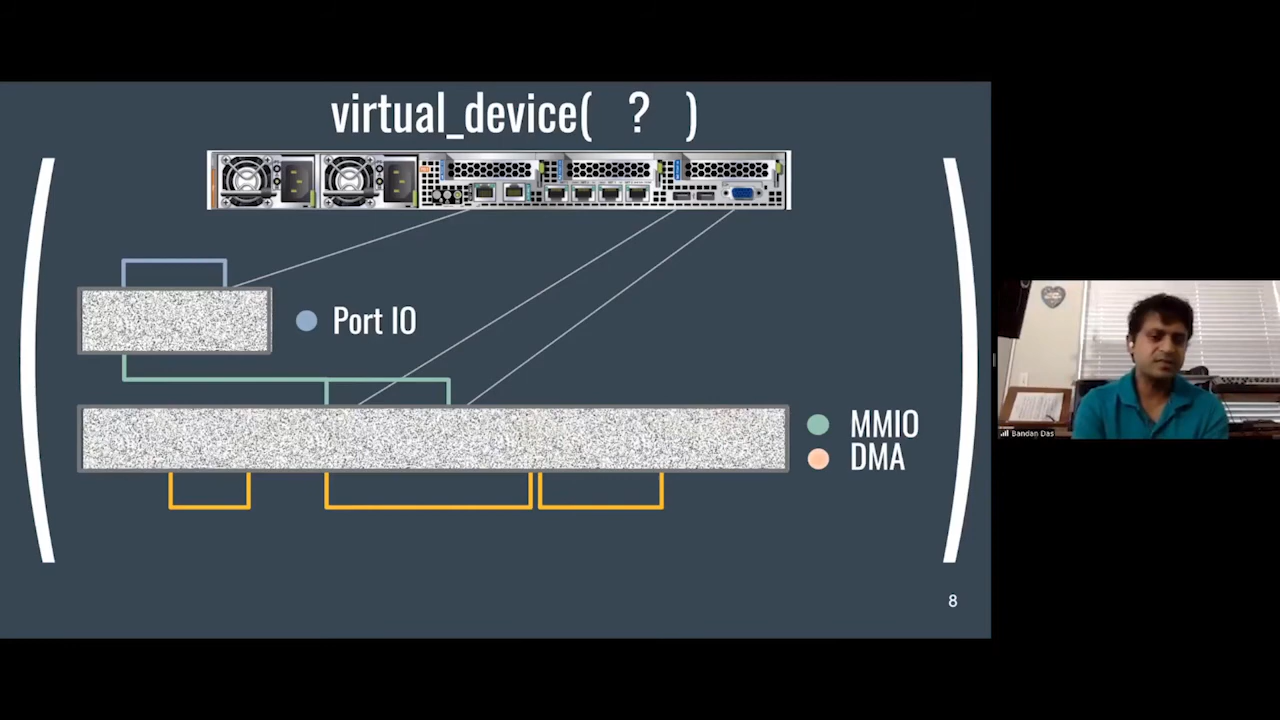 virtual_device( ? )
Port IO
MMIO
DMA
8
Bandan Das